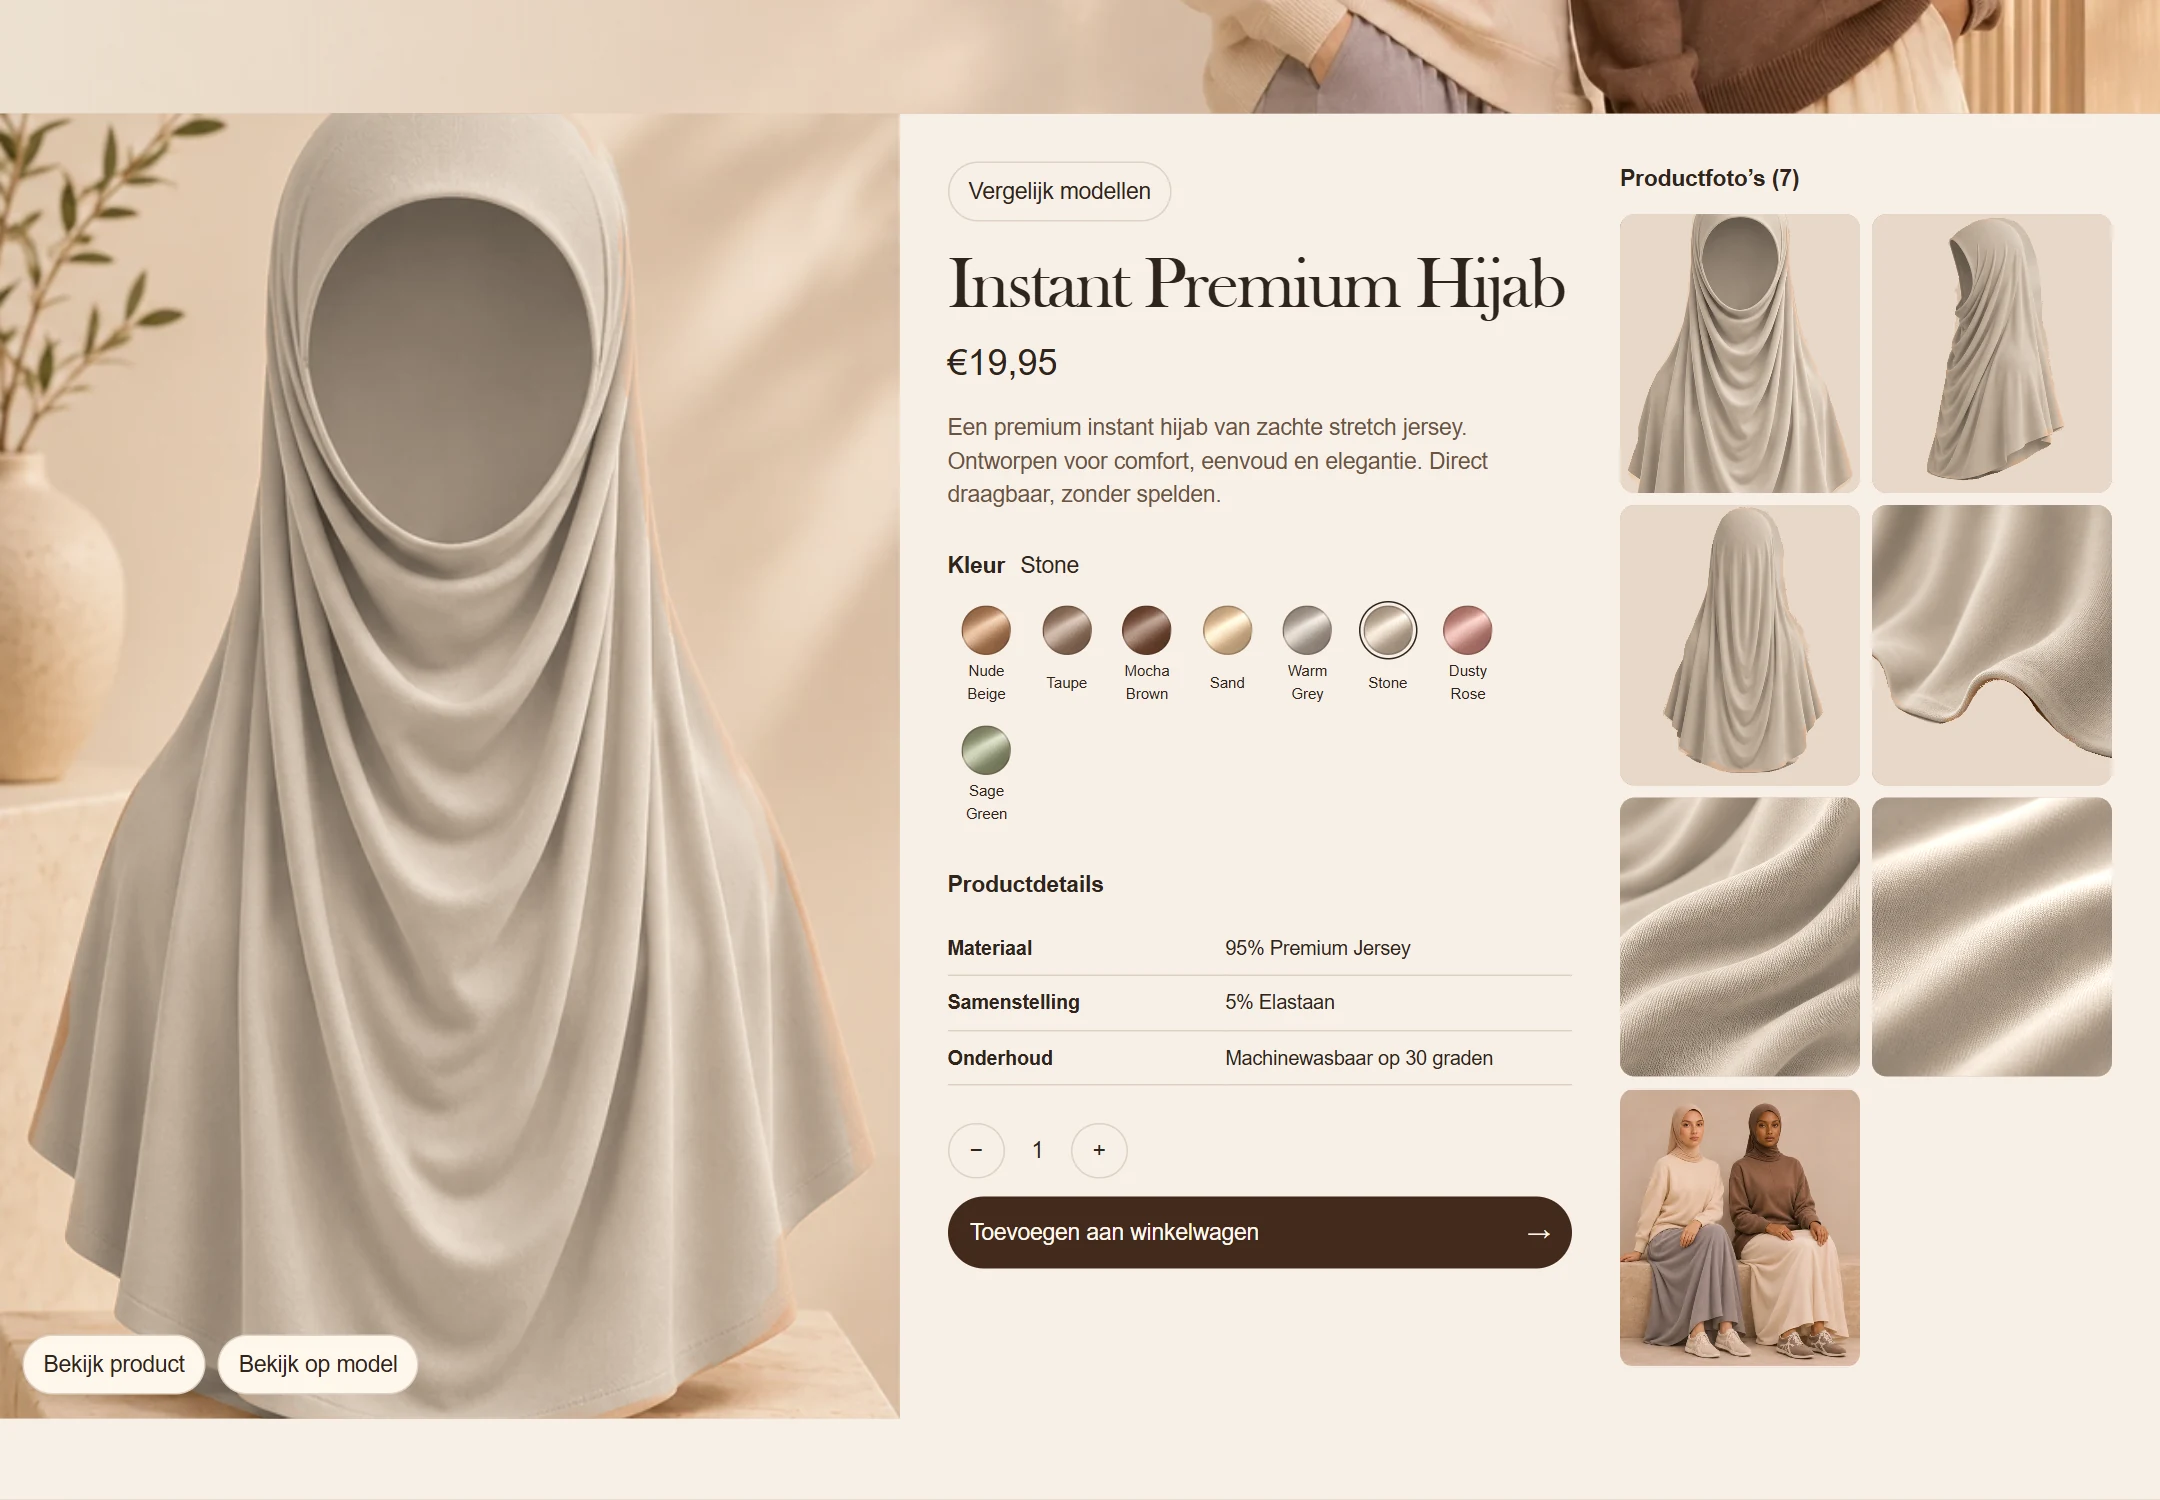 Vergelijk modellen
Instant Premium Hijab
€19,95
Een premium instant hijab van zachte stretch jersey.
Ontworpen voor comfort, eenvoud en elegantie. Direct
draagbaar, zonder spelden.
Kleur Stone
Nude
Beige
Taupe
Mocha
Brown
Sand
Warm
Grey
Stone
Dusty
Rose
Sage
Green
Productdetails
Materiaal 95% Premium Jersey
Samenstelling 5% Elastaan
Onderhoud Machinewasbaar op 30 graden
− 1 +
Toevoegen aan winkelwagen →
Productfoto’s (7)
Bekijk product
Bekijk op model